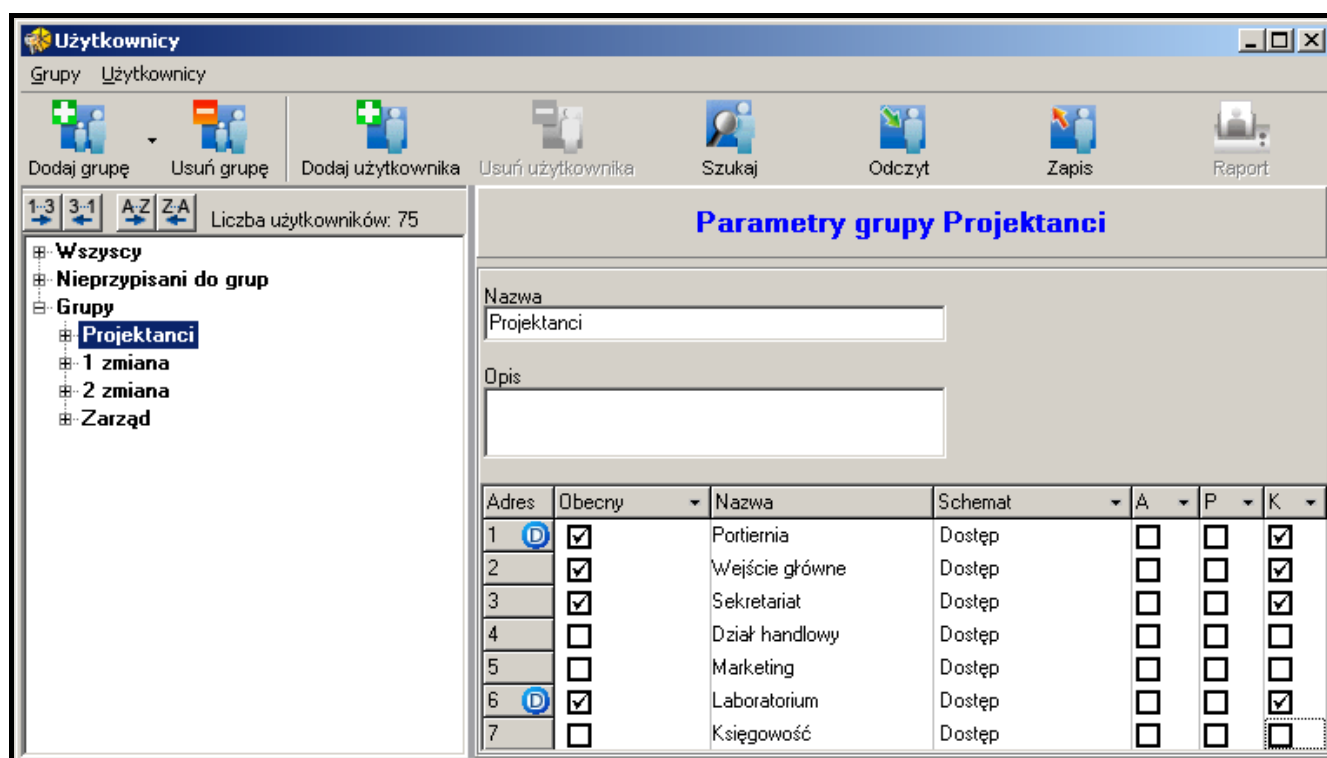 Użytkownicy
Grupy Użytkownicy
Dodaj grupę Usuń grupę Dodaj użytkownika Usuń użytkownika Szukaj Odczyt Zapis Raport
1-3 3-1 A-Z Z-A Liczba użytkowników: 75
Wszyscy
Nieprzypisani do grup
Grupy
Projektanci
1 zmiana
2 zmiana
Zarząd
Parametry grupy Projektanci
Nazwa
Projektanci
Opis
Adres Obecny Nazwa Schemat A P K
1 D Portiernia Dostęp
2 Wejście główne Dostęp
3 Sekretariat Dostęp
4 Dział handlowy Dostęp
5 Marketing Dostęp
6 D Laboratorium Dostęp
7 Księgowość Dostęp